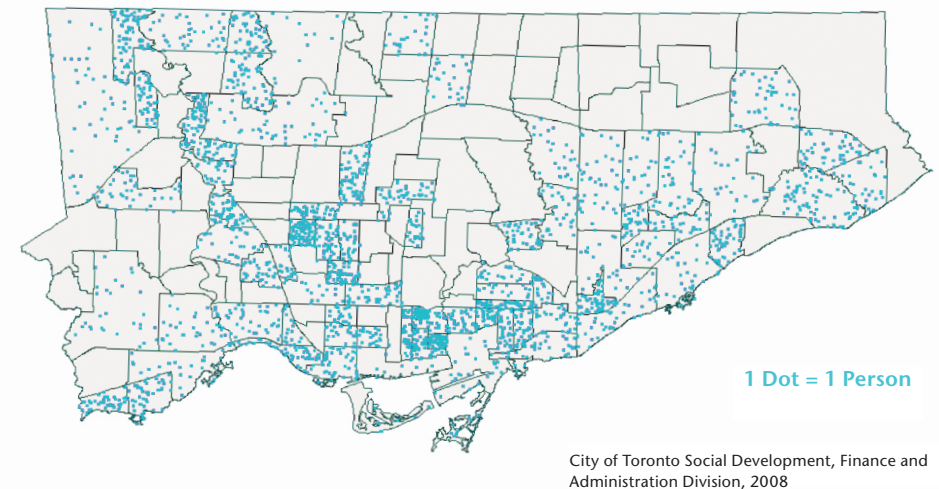 1 Dot = 1 Person
City of Toronto Social Development, Finance and
Administration Division, 2008